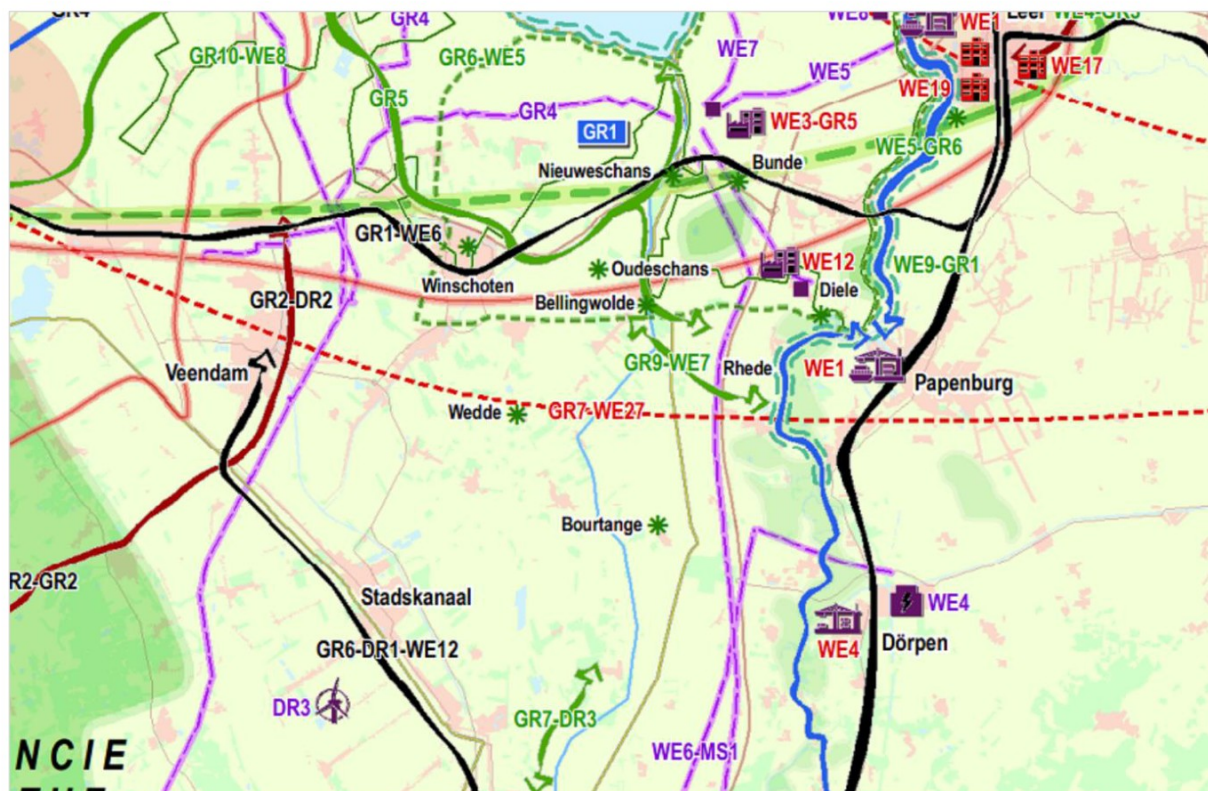 GR4
WE8
WE1
Leer
WE4-GR5
GR10-WE8
GR6-WE5
WE7
WE5
WE17
GR5
GR4
WE19
GR1
WE3-GR5
WE5-GR6
Nieuweschans
Bunde
GR1-WE6
Oudeschans
WE12
WE9-GR1
Winschoten
GR2-DR2
Bellingwolde
Diele
Veendam
GR9-WE7
Rhede
WE1
Papenburg
Wedde
GR7-WE27
Bourtange
R2-GR2
Stadskanaal
WE4
WE4
Dörpen
GR6-DR1-WE12
DR3
GR7-DR3
WE6-MS1
NCIE